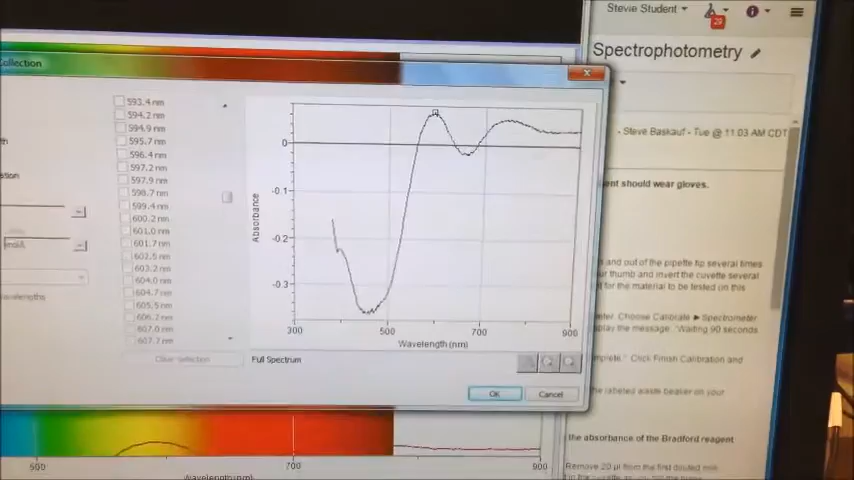 Stevie Student
29
Spectrophotometry
Collection
- Steve Baskauf - Tue @ 11:03 AM CDT
ent should wear gloves.
593.4 nm
594.2 nm
594.9 nm
595.7 nm
596.4 nm
597.2 nm
597.9 nm
598.7 nm
599.4 nm
600.2 nm
601.0 nm
601.7 nm
602.5 nm
603.2 nm
604.0 nm
604.7 nm
605.5 nm
606.2 nm
607.0 nm
607.7 nm
Clear Selection
Absorbance
0
-0.1
-0.2
-0.3
300
500
700
900
Wavelength (nm)
Full Spectrum
OK
Cancel
s and out of the pipette tip several times
ur thumb and invert the cuvette several
t for the material to be tested on this
eter. Choose Calibrate ► Spectrometer
splay the message "Waiting 90 seconds
mplete." Click Finish Calibration and
he labeled waste beaker on your
the absorbance of the Bradford reagent
Remove 20 µl from the first diluted
500
700
900
Wavelength (nm)